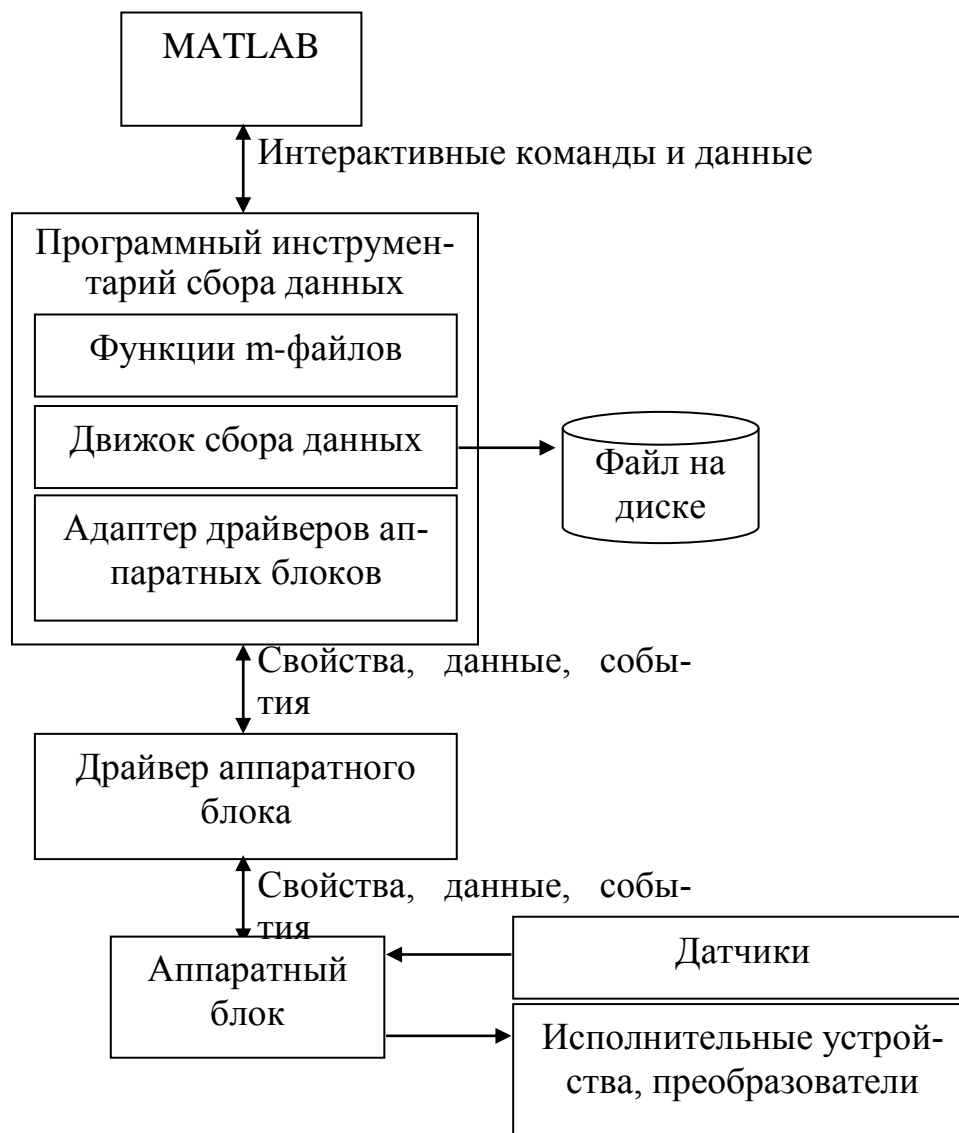 MATLAB
Интерактивные команды и данные
Программный инструмен-
тарий сбора данных
Функции m-файлов
Движок сбора данных
Файл на
диске
Адаптер драйверов ап-
паратных блоков
Свойства, данные, собы-
тия
Драйвер аппаратного
блока
Свойства, данные, собы-
тия
Аппаратный
блок
Датчики
Исполнительные устрой-
ства, преобразователи